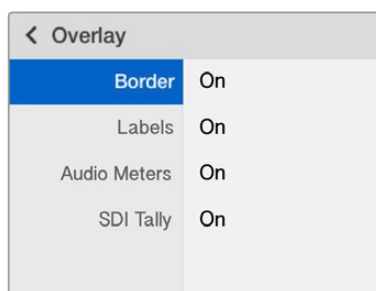 Overlay
Border On
Labels On
Audio Meters On
SDI Tally On